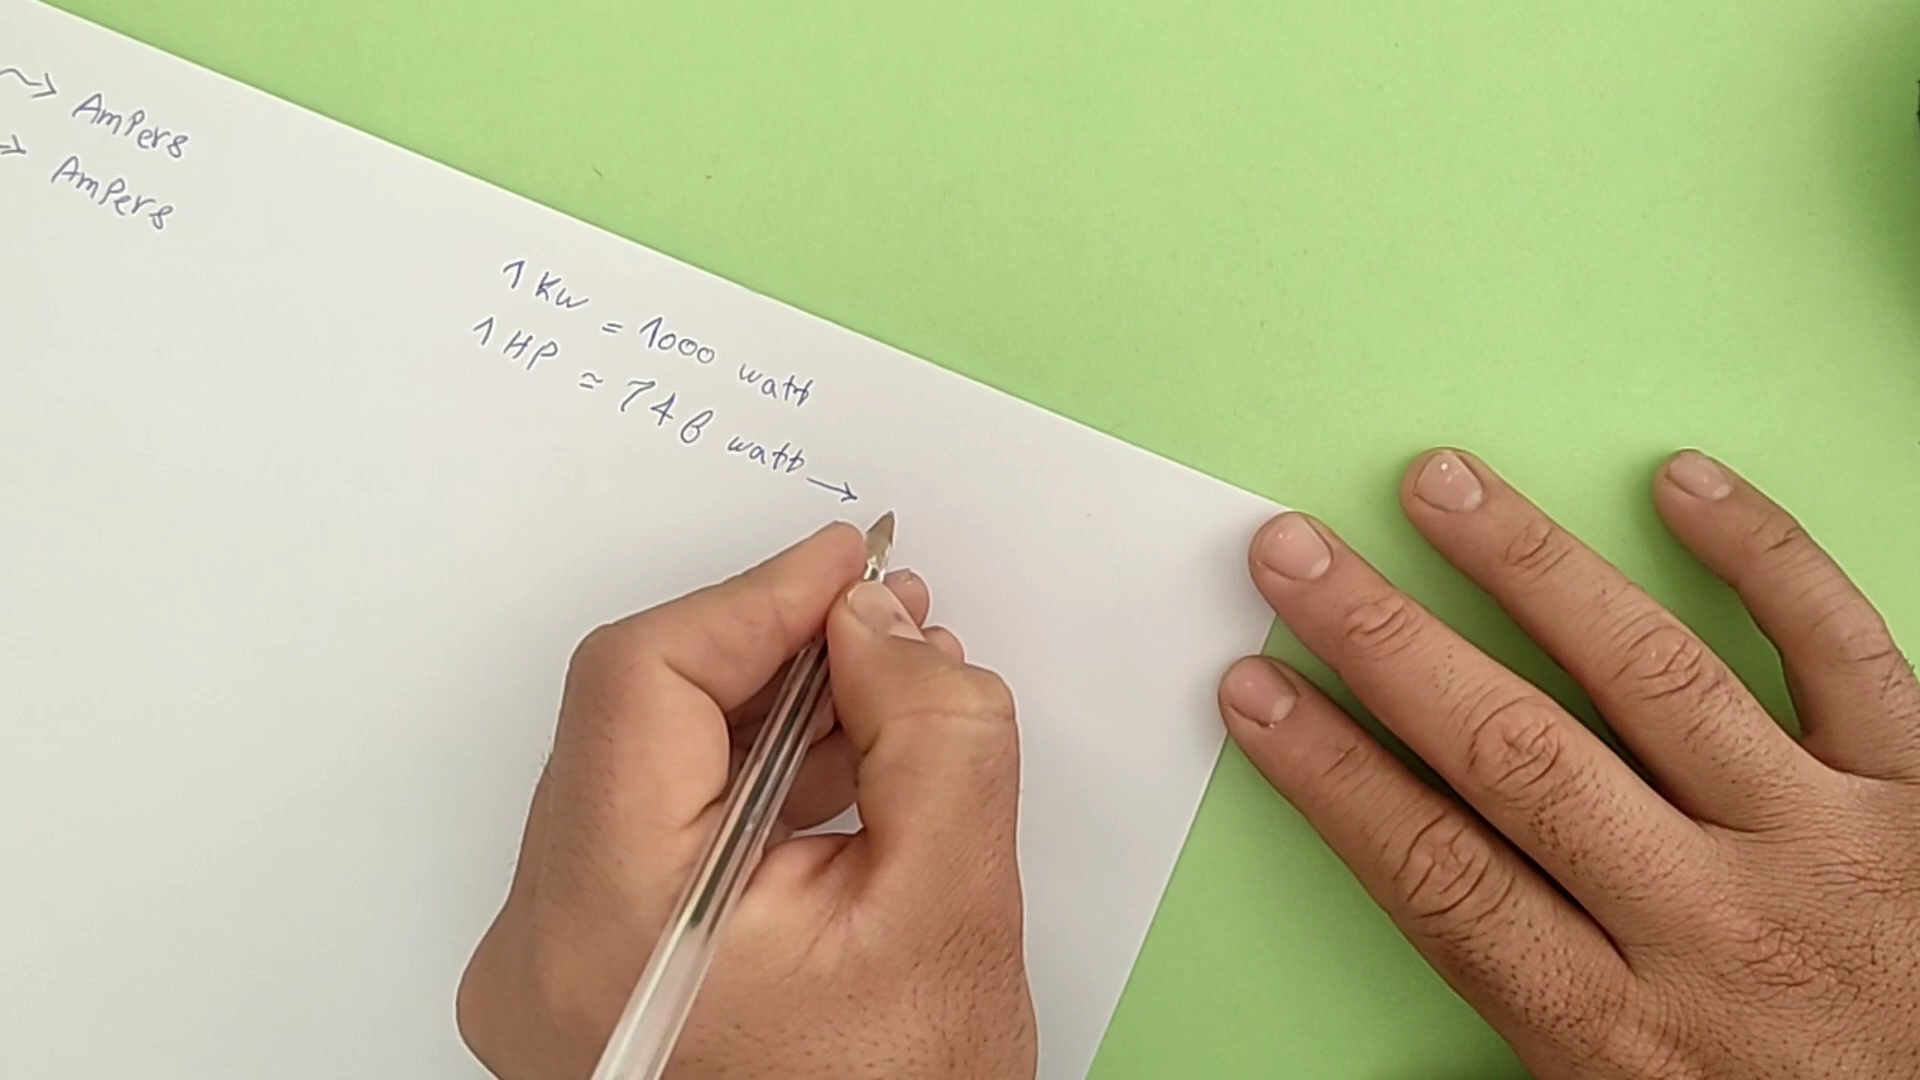 → Ampers
→ Ampers
1 KW = 1000 watt
1 HP ≃ 746 watt →